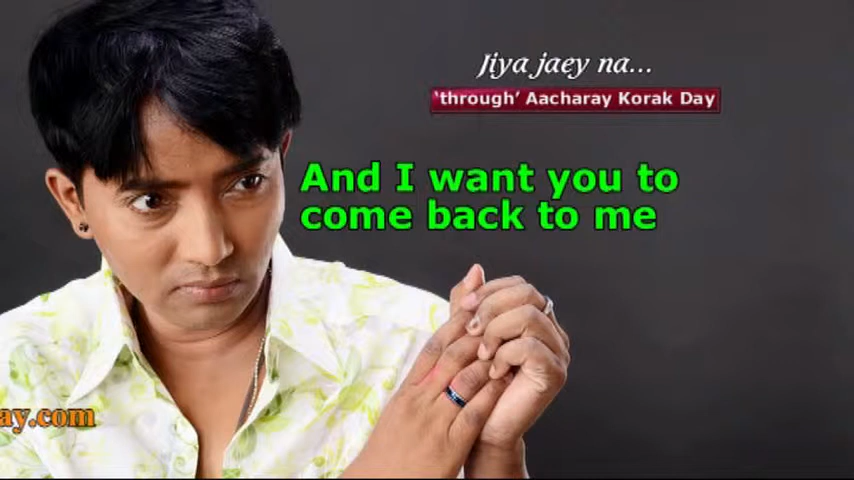 Jiya jaey na...
'through' Aacharay Korak Day
And I want you to
come back to me
ay.com